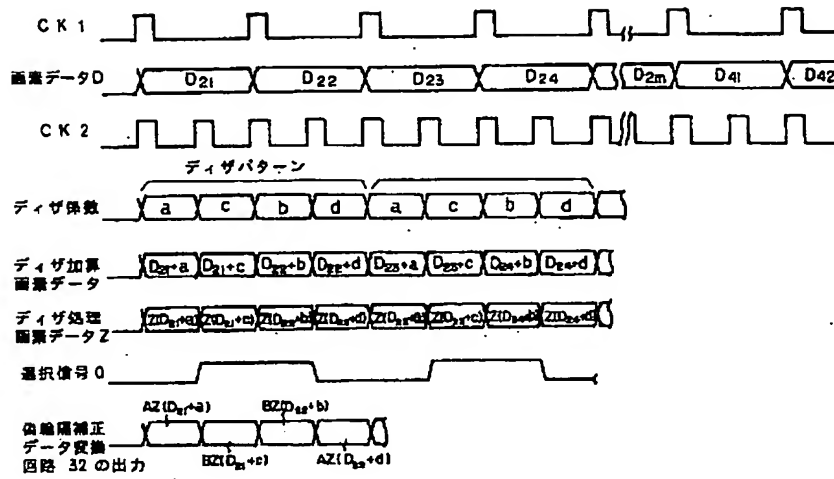 CK1
画素データD D21 D22 D23 D24 D2m D41 D42
CK2
ディザパターン
ディザ係数 a c b d a c b d
ディザ加算
画素データ
D21+a D21+c D22+b D22+d D23+a D23+c D24+b D24+d
ディザ処理
画素データZ
Z(D21+a) Z(D21+c) Z(D22+b) Z(D22+d) Z(D23+a) Z(D23+c) Z(D24+b) Z(D24+d)
選択信号Q
AZ(D21+a) BZ(D22+b)
偽輪隔補正
データ変換
回路 32の出力
BZ(D21+c) AZ(D22+d)